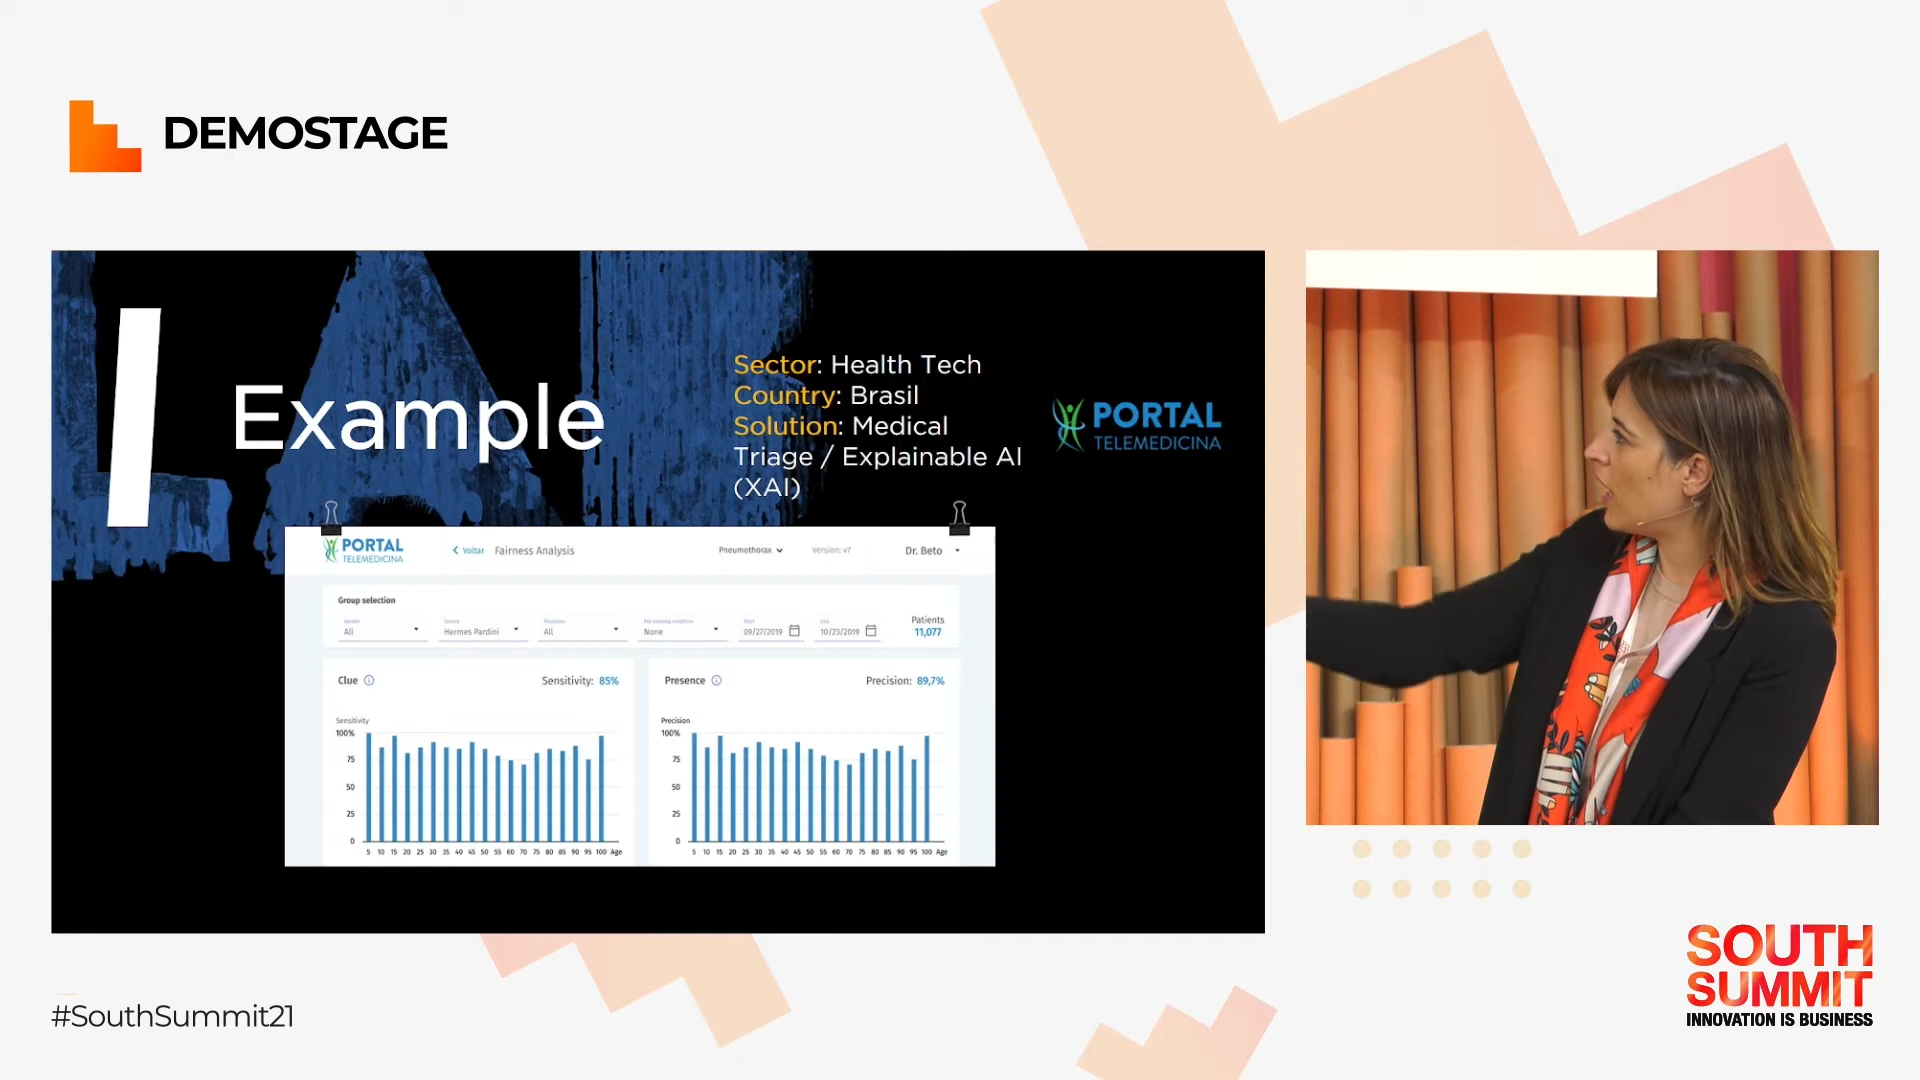 DEMOSTAGE
LAB
Example
Sector: Health Tech
Country: Brasil
Solution: Medical
Triage / Explainable AI
(XAI)
PORTAL
TELEMEDICINA
PORTAL
TELEMEDICINA
Voltar
Fairness Analysis
Pneumothorax
Version: v7
Dr. Beto
Group selection
Gender
All
Source
Hermes Pardini
Physician
All
Pre-existing condition
None
Start
09/27/2019
End
10/23/2019
Patients
11,077
Clue
Sensitivity: 85%
Sensitivity
100%
75
50
25
0
5 10 15 20 25 30 35 40 45 50 55 60 70 75 80 85 90 95 100 Age
Presence
Precision: 89,7%
Precision
100%
75
50
25
0
5 10 15 20 25 30 35 40 45 50 55 60 70 75 80 85 90 95 100 Age
#SouthSummit21
SOUTH
SUMMIT
INNOVATION IS BUSINESS